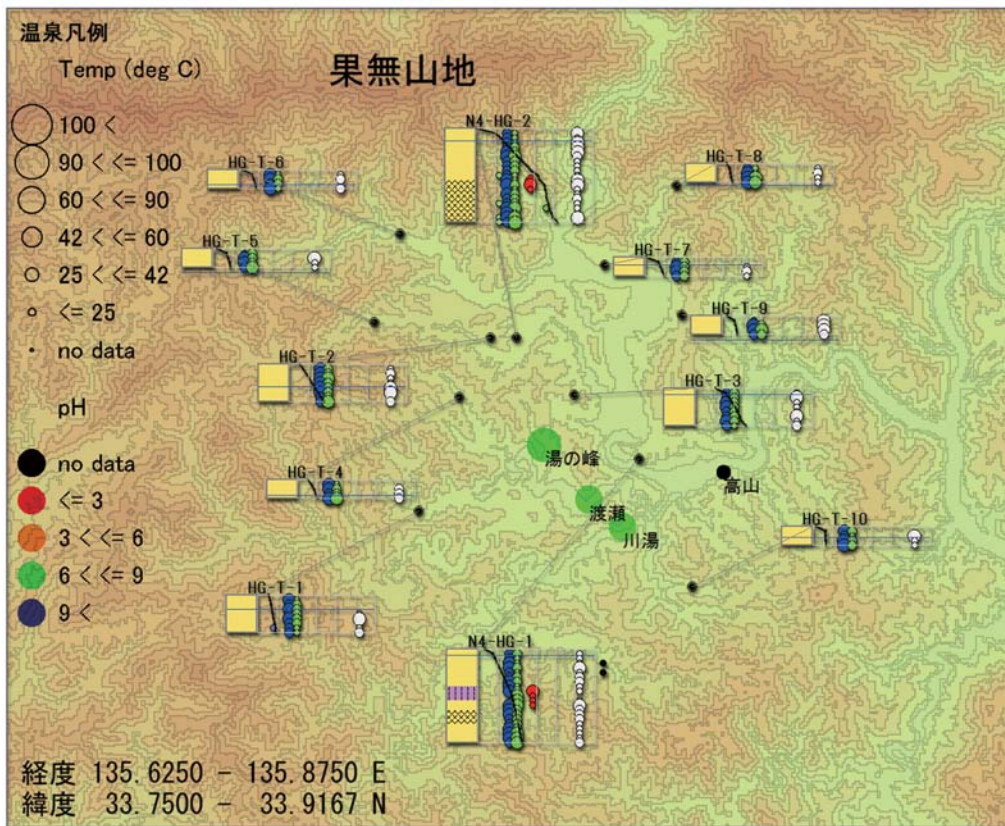 温泉凡例
Temp (deg C)
果無山地
100 <
90 < <= 100
60 < <= 90
42 < <= 60
25 < <= 42
<= 25
no data
pH
no data
<= 3
3 < <= 6
6 < <= 9
9 <
N4-HG-2
HG-T-6
HG-T-8
HG-T-5
HG-T-7
HG-T-9
HG-T-2
HG-T-3
湯の峰
HG-T-4
高山
渡瀬
HG-T-10
川湯
HG-T-1
N4-HG-1
経度 135.6250 - 135.8750 E
緯度 33.7500 - 33.9167 N